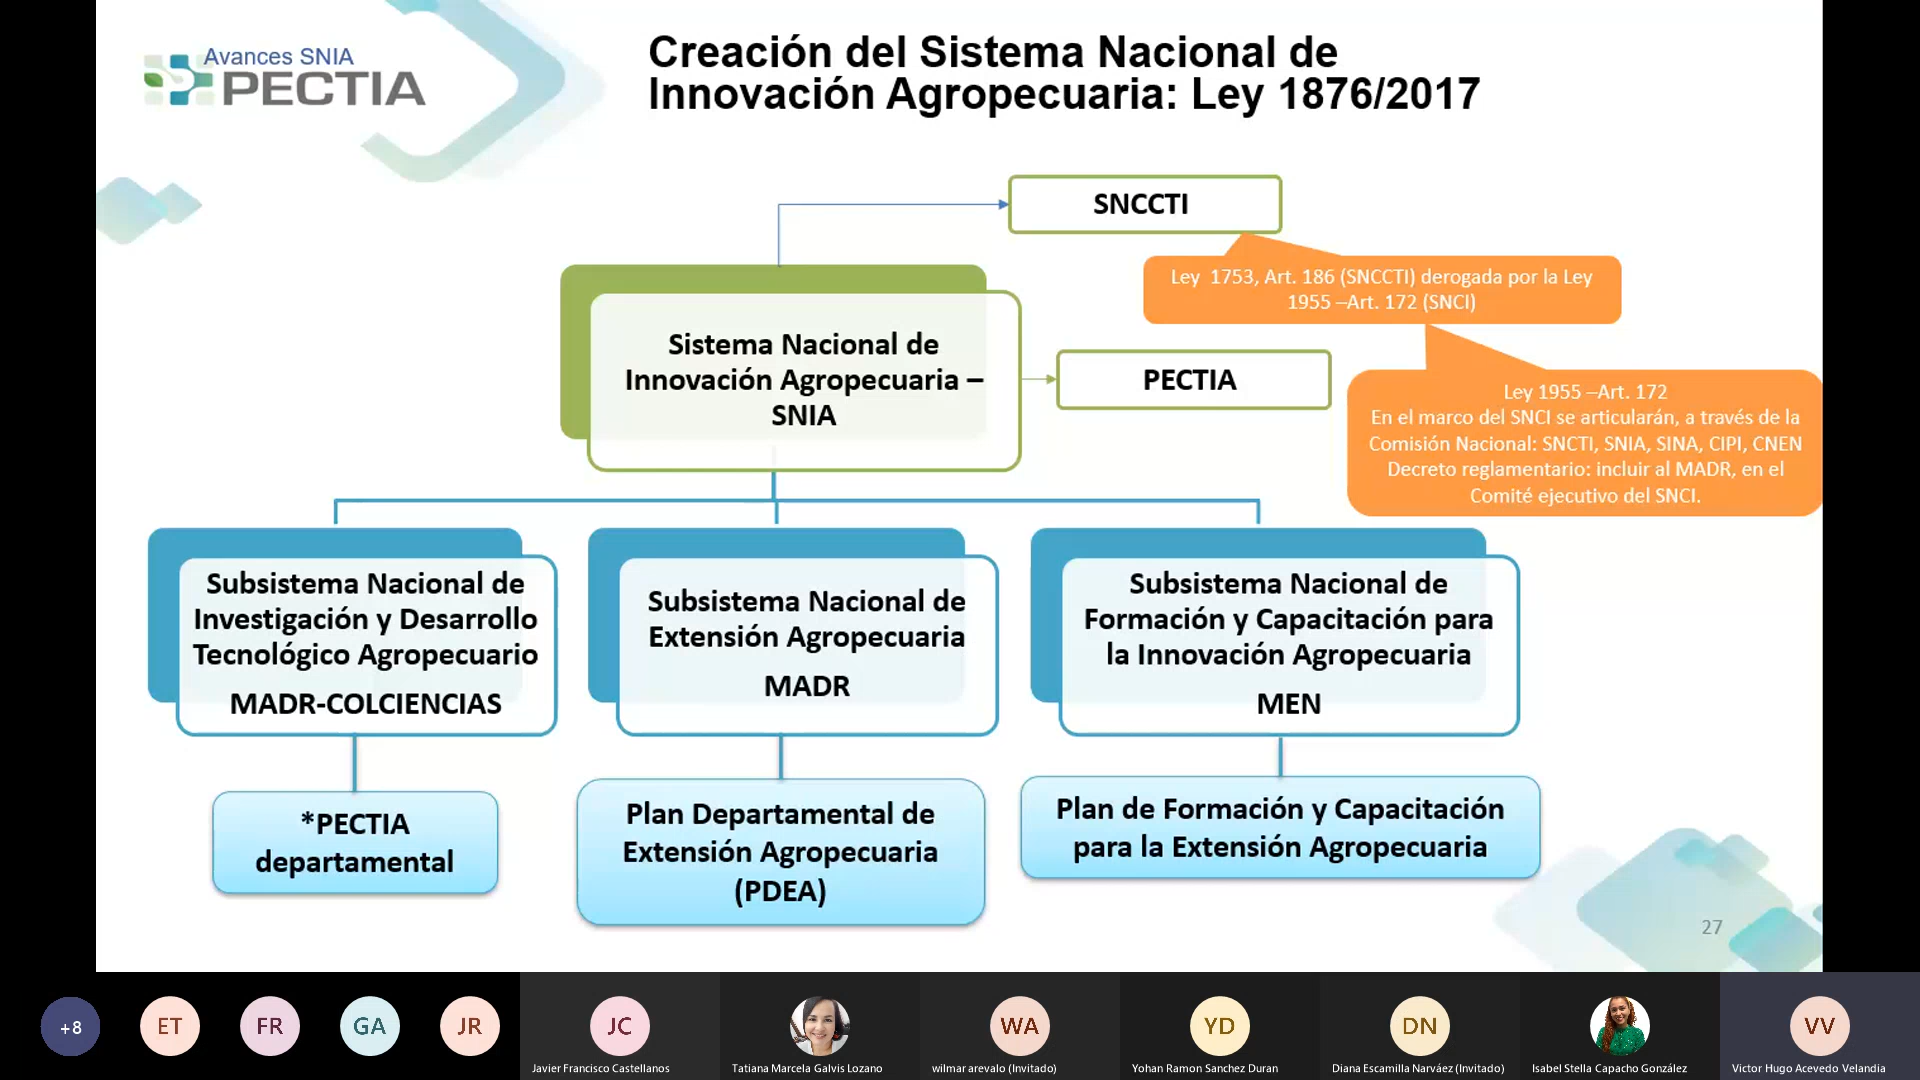 Avances SNIA
PECTIA
Creación del Sistema Nacional de
Innovación Agropecuaria: Ley 1876/2017
SNCCTI
Ley  1753, Art. 186 (SNCCTI) derogada por la Ley
1955 –Art. 172 (SNCI)
Sistema Nacional de
Innovación Agropecuaria –
SNIA
PECTIA
Ley 1955 –Art. 172
En el marco del SNCI se articularán, a través de la
Comisión Nacional: SNCTI, SNIA, SINA, CIPI, CNEN
Decreto reglamentario: incluir al MADR, en el
Comité ejecutivo del SNCI.
Subsistema Nacional de
Investigación y Desarrollo
Tecnológico Agropecuario
MADR-COLCIENCIAS
Subsistema Nacional de
Extensión Agropecuaria
MADR
Subsistema Nacional de
Formación y Capacitación para
la Innovación Agropecuaria
MEN
*PECTIA
departamental
Plan Departamental de
Extensión Agropecuaria
(PDEA)
Plan de Formación y Capacitación
para la Extensión Agropecuaria
27
+8
ET
FR
GA
JR
JC
Javier Francisco Castellanos
Tatiana Marcela Galvis Lozano
WA
wilmar arevalo (Invitado)
YD
Yohan Ramon Sanchez Duran
DN
Diana Escamilla Narváez (Invitado)
Isabel Stella Capacho González
VV
Victor Hugo Acevedo Velandia